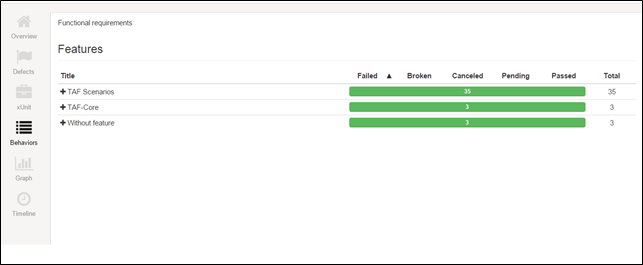 Functional requirements
Features
Title Failed ▲ Broken Canceled Pending Passed Total
+ TAF Scenarios 35 35
+ TAF-Core 3 3
+ Without feature 3 3
Overview
Defects
xUnit
Behaviors
Graph
Timeline